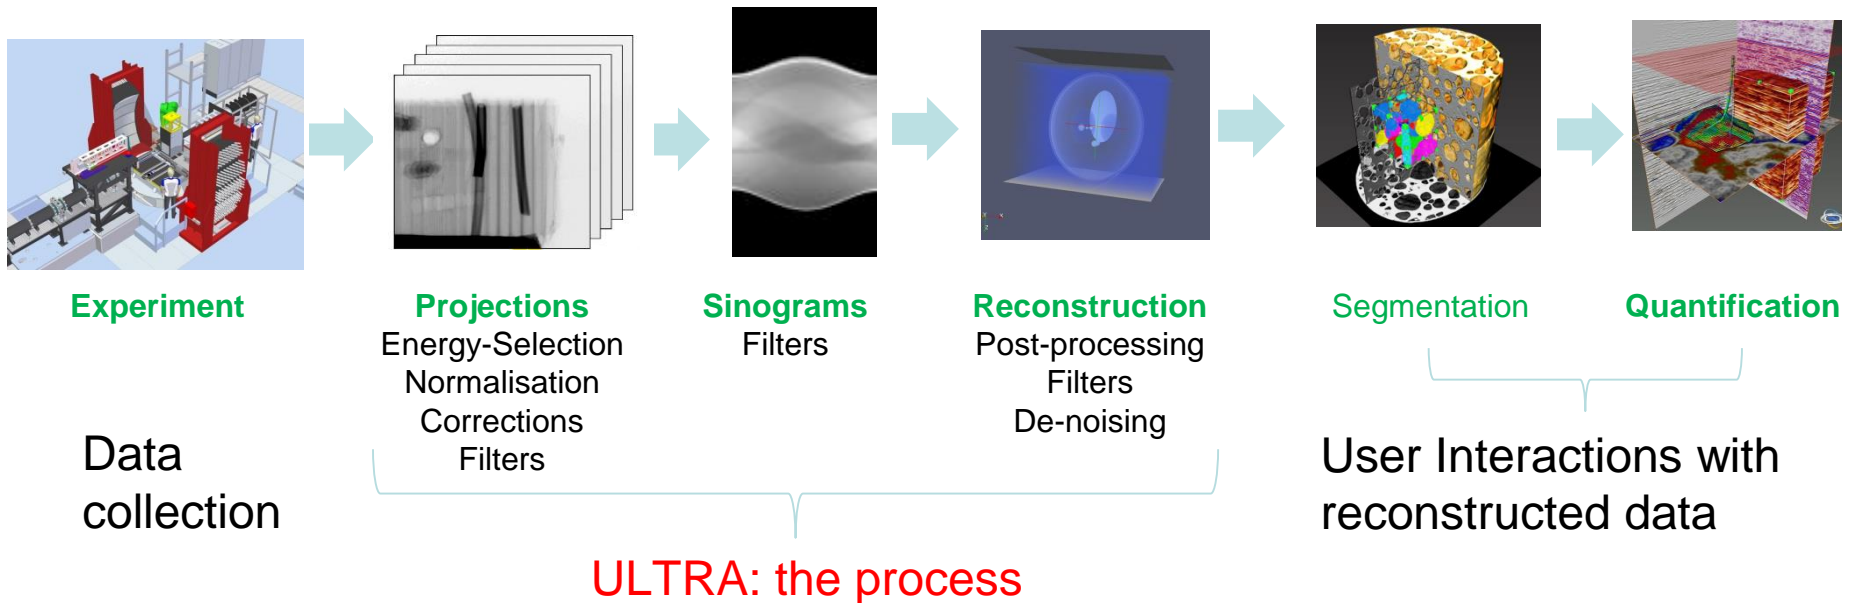 Experiment
Projections
Energy-Selection
Normalisation
Corrections
Filters
Sinograms
Filters
Reconstruction
Post-processing
Filters
De-noising
Segmentation
Quantification
Data
collection
User Interactions with
reconstructed data
ULTRA: the process